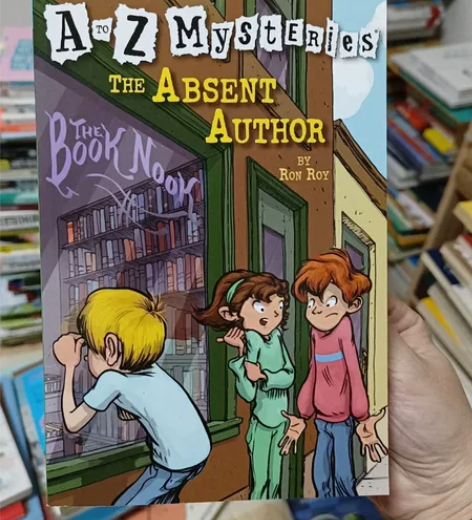 A TO Z MYSTERIES
THE ABSENT
AUTHOR
BY
RON ROY
THE
BOOK NOOK